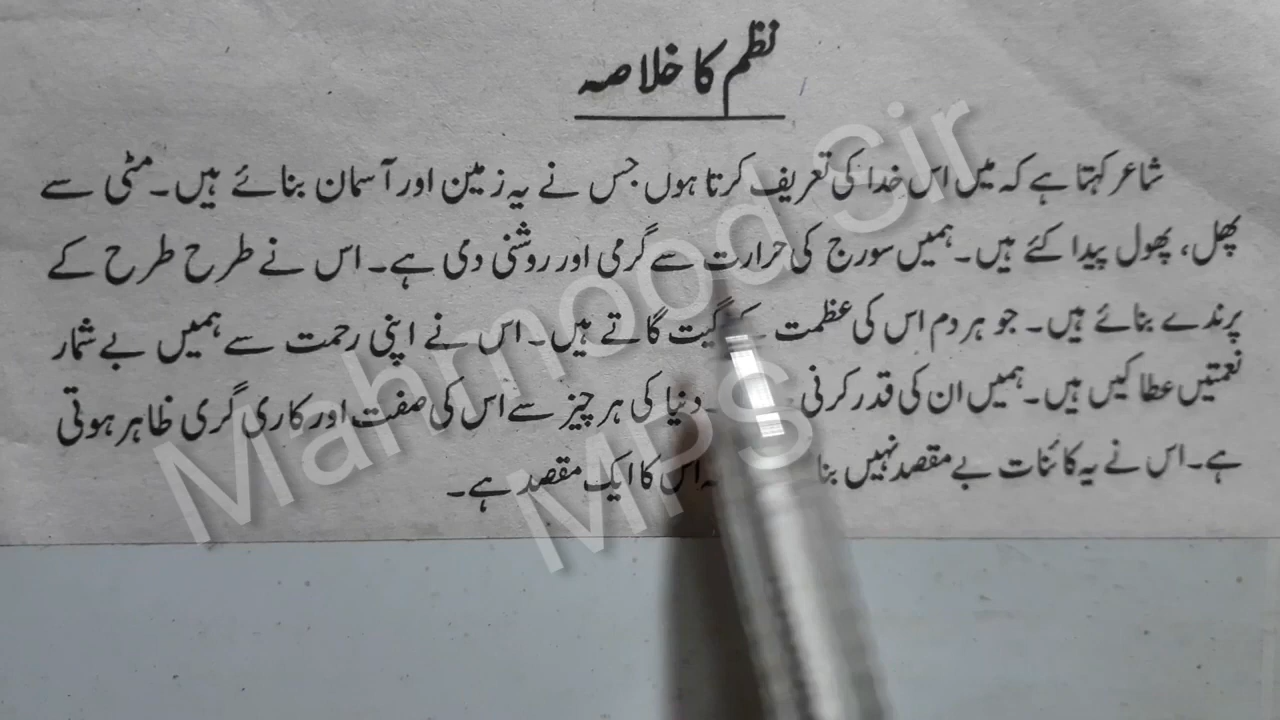 نظم کا خلاصہ
شاعر کہتا ہے کہ میں اس خدا کی تعریف کرتا ہوں جس نے یہ زمین اور آسمان بنائے ہیں۔ مٹی سے
پھل، پھول پیدا کئے ہیں۔ ہمیں سورج کی حرارت سے گرمی اور روشنی دی ہے۔ اس نے طرح طرح کے
پرندے بنائے ہیں۔ جو ہر دم اس کی عظمت کے گیت گاتے ہیں۔ اس نے اپنی رحمت سے ہمیں بے شمار
نعمتیں عطا کیں ہیں۔ ہمیں ان کی قدر کرنی دنیا کی ہر چیز سے اس کی صفت اور کاری گری ظاہر ہوتی
ہے۔ اس نے یہ کائنات بے مقصد نہیں اس کا ایک مقصد ہے۔
Mahmood Sir
MPS